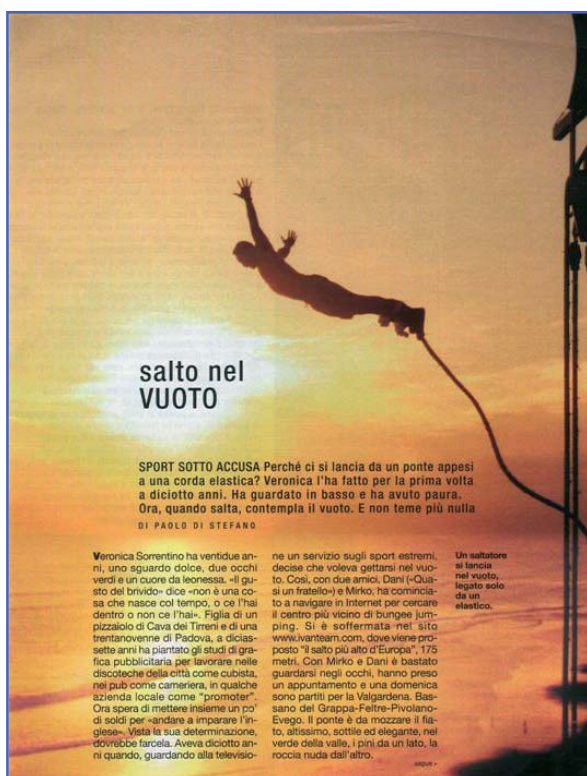 salto nel
VUOTO
SPORT SOTTO ACCUSA Perché ci si lancia da un ponte appesi
a una corda elastica? Veronica l'ha fatto per la prima volta
a diciotto anni. Ha guardato in basso e ha avuto paura.
Ora, quando salta, contempla il vuoto. E non teme più nulla
DI PAOLO DI STEFANO
Veronica Sorrentino ha ventidue an-
ni, uno sguardo dolce, due occhi
verdi e un cuore da leonessa. «Il gu-
sto del brivido» dice «non è una co-
sa che nasce col tempo, o ce l'hai
dentro o non ce l'hai». Figlia di un
pizzaiolo di Cava dei Tirreni e di una
trentanovenne di Padova, a dicias-
sette anni ha piantato gli studi di gra-
fica pubblicitaria per lavorare nelle
discoteche della città come cubista,
nei pub come cameriera, in qualche
azienda locale come "promoter".
Ora spera di mettere insieme un po'
di soldi per «andare a imparare l'in-
glese». Vista la sua determinazione,
dovrebbe farcela. Aveva diciotto an-
ni quando, guardando alla televisio-
ne un servizio sugli sport estremi,
decise che voleva gettarsi nel vuo-
to. Così, con due amici, Dani («Qua-
si un fratello») e Mirko, ha comincia-
to a navigare in Internet per cercare
il centro più vicino di bungee jum-
ping. Si è soffermata nel sito
www.ivanteam.com, dove viene pro-
posto "il salto più alto d'Europa", 175
metri. Con Mirko e Dani è bastato
guardarsi negli occhi, hanno preso
un appuntamento e una domenica
sono partiti per la Valgardena. Bas-
sano del Grappa-Feltre-Pivolano-
Evego. Il ponte è da mozzare il fia-
to, altissimo, sottile ed elegante, nel
verde della valle, i pini da un lato, la
roccia nuda dall'altro.
segue
Un saltatore
si lancia
nel vuoto,
legato solo
da un
elastico.